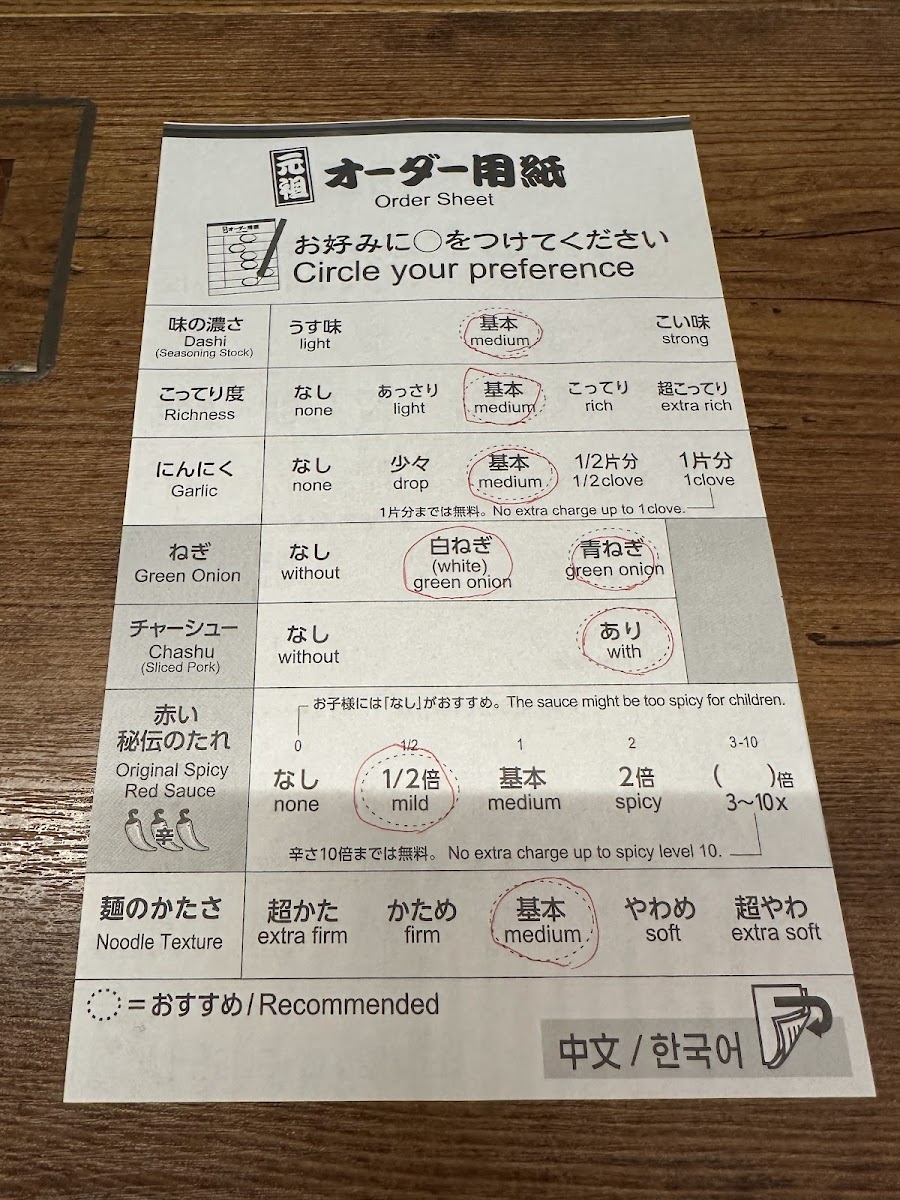 元祖 オーダー用紙
Order Sheet
お好みに○をつけてください
Circle your preference
味の濃さ
Dashi
(Seasoning Stock)
うす味
light
基本
medium
こい味
strong
こってり度
Richness
なし
none
あっさり
light
基本
medium
こってり
rich
超こってり
extra rich
にんにく
Garlic
なし
none
少々
drop
基本
medium
1/2片分
1/2clove
1片分
1clove
1片分までは無料。No extra charge up to 1clove.
ねぎ
Green Onion
なし
without
白ねぎ
(white)
green onion
青ねぎ
green onion
チャーシュー
Chashu
(Sliced Pork)
なし
without
あり
with
赤い
秘伝のたれ
Original Spicy
Red Sauce
辛
お子様には「なし」がおすすめ。The sauce might be too spicy for children.
0
なし
none
1/2
1/2倍
mild
1
基本
medium
2
2倍
spicy
3-10
( )倍
3~10x
辛さ10倍までは無料。 No extra charge up to spicy level 10.
麺のかたさ
Noodle Texture
超かた
extra firm
かため
firm
基本
medium
やわめ
soft
超やわ
extra soft
=おすすめ/Recommended
中文 / 한국어